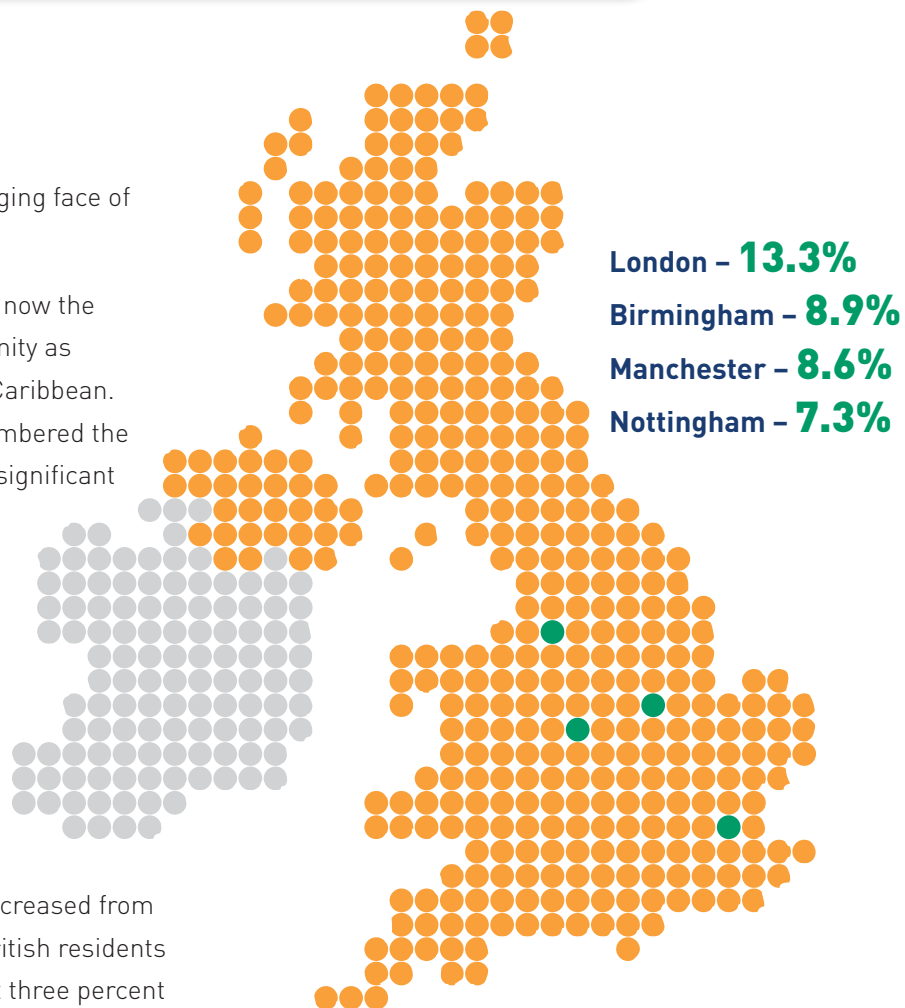 ging face of
now the
nity as
Caribbean.
mbered the
significant
London – 13.3%
Birmingham – 8.9%
Manchester – 8.6%
Nottingham – 7.3%
creased from
itish residents
three percent